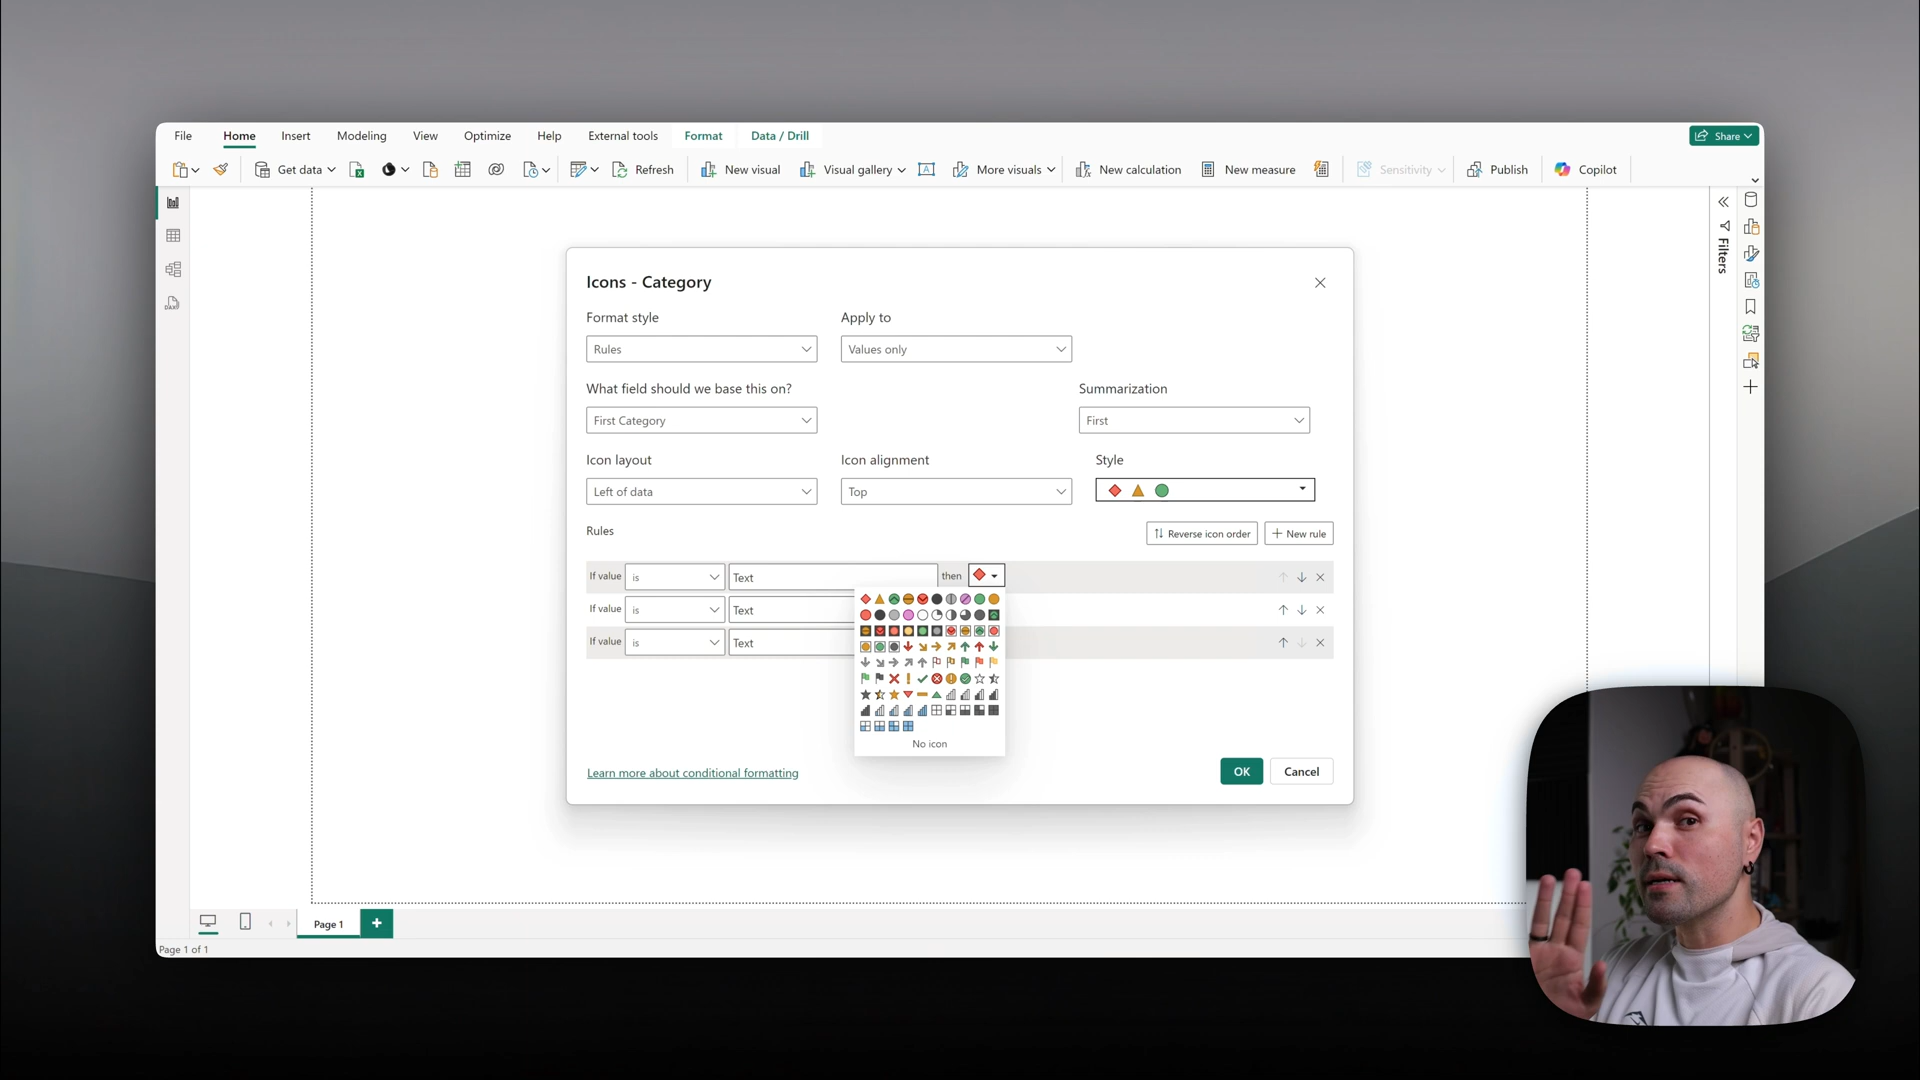 File Home Insert Modeling View Optimize Help External tools Format Data / Drill Share
Get data Refresh New visual Visual gallery A More visuals New calculation New measure Sensitivity Publish Copilot
Filters
DAX
Icons - Category
Format style Apply to
Rules Values only
What field should we base this on? Summarization
First Category First
Icon layout Icon alignment Style
Left of data Top
Rules Reverse icon order New rule
If value is Text then
If value is Text
If value is Text
No icon
Learn more about conditional formatting OK Cancel
Page 1
Page 1 of 1